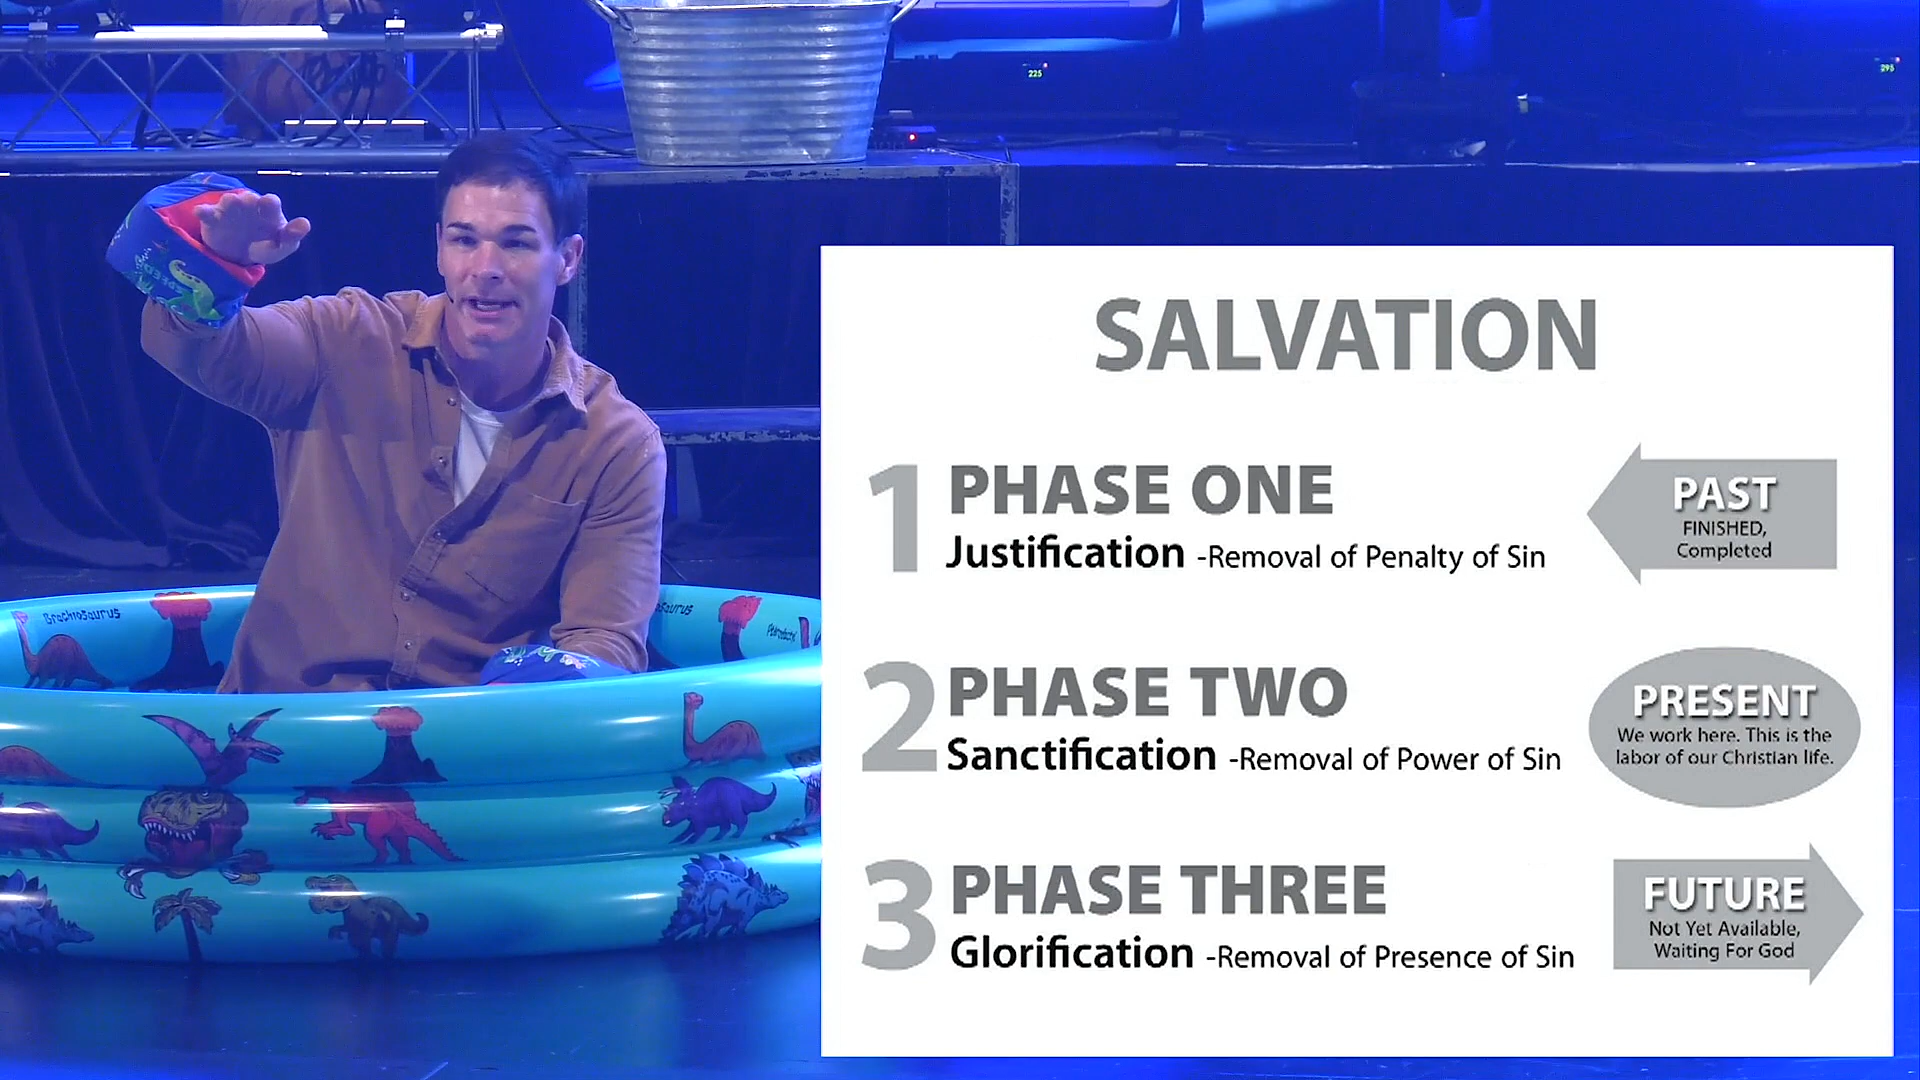 225
295
SALVATION
1 PHASE ONE
Justification -Removal of Penalty of Sin
PAST
FINISHED,
Completed
2 PHASE TWO
Sanctification -Removal of Power of Sin
PRESENT
We work here. This is the
labor of our Christian life.
3 PHASE THREE
Glorification -Removal of Presence of Sin
FUTURE
Not Yet Available,
Waiting For God
Brachiosaurus